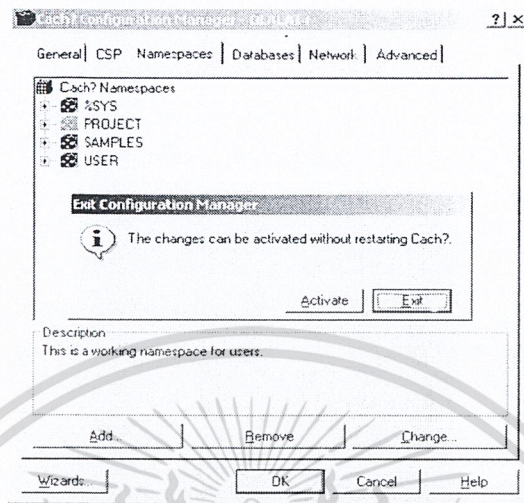 Cach? Configuration Manager
? ×
General CSP Namespaces Databases Network Advanced
Cach? Namespaces
%SYS
PROJECT
SAMPLES
USER
Exit Configuration Manager
The changes can be activated without restarting Cach?.
Activate Exit
Description
This is a working namespace for users.
Add... Remove Change...
Wizards... OK Cancel Help